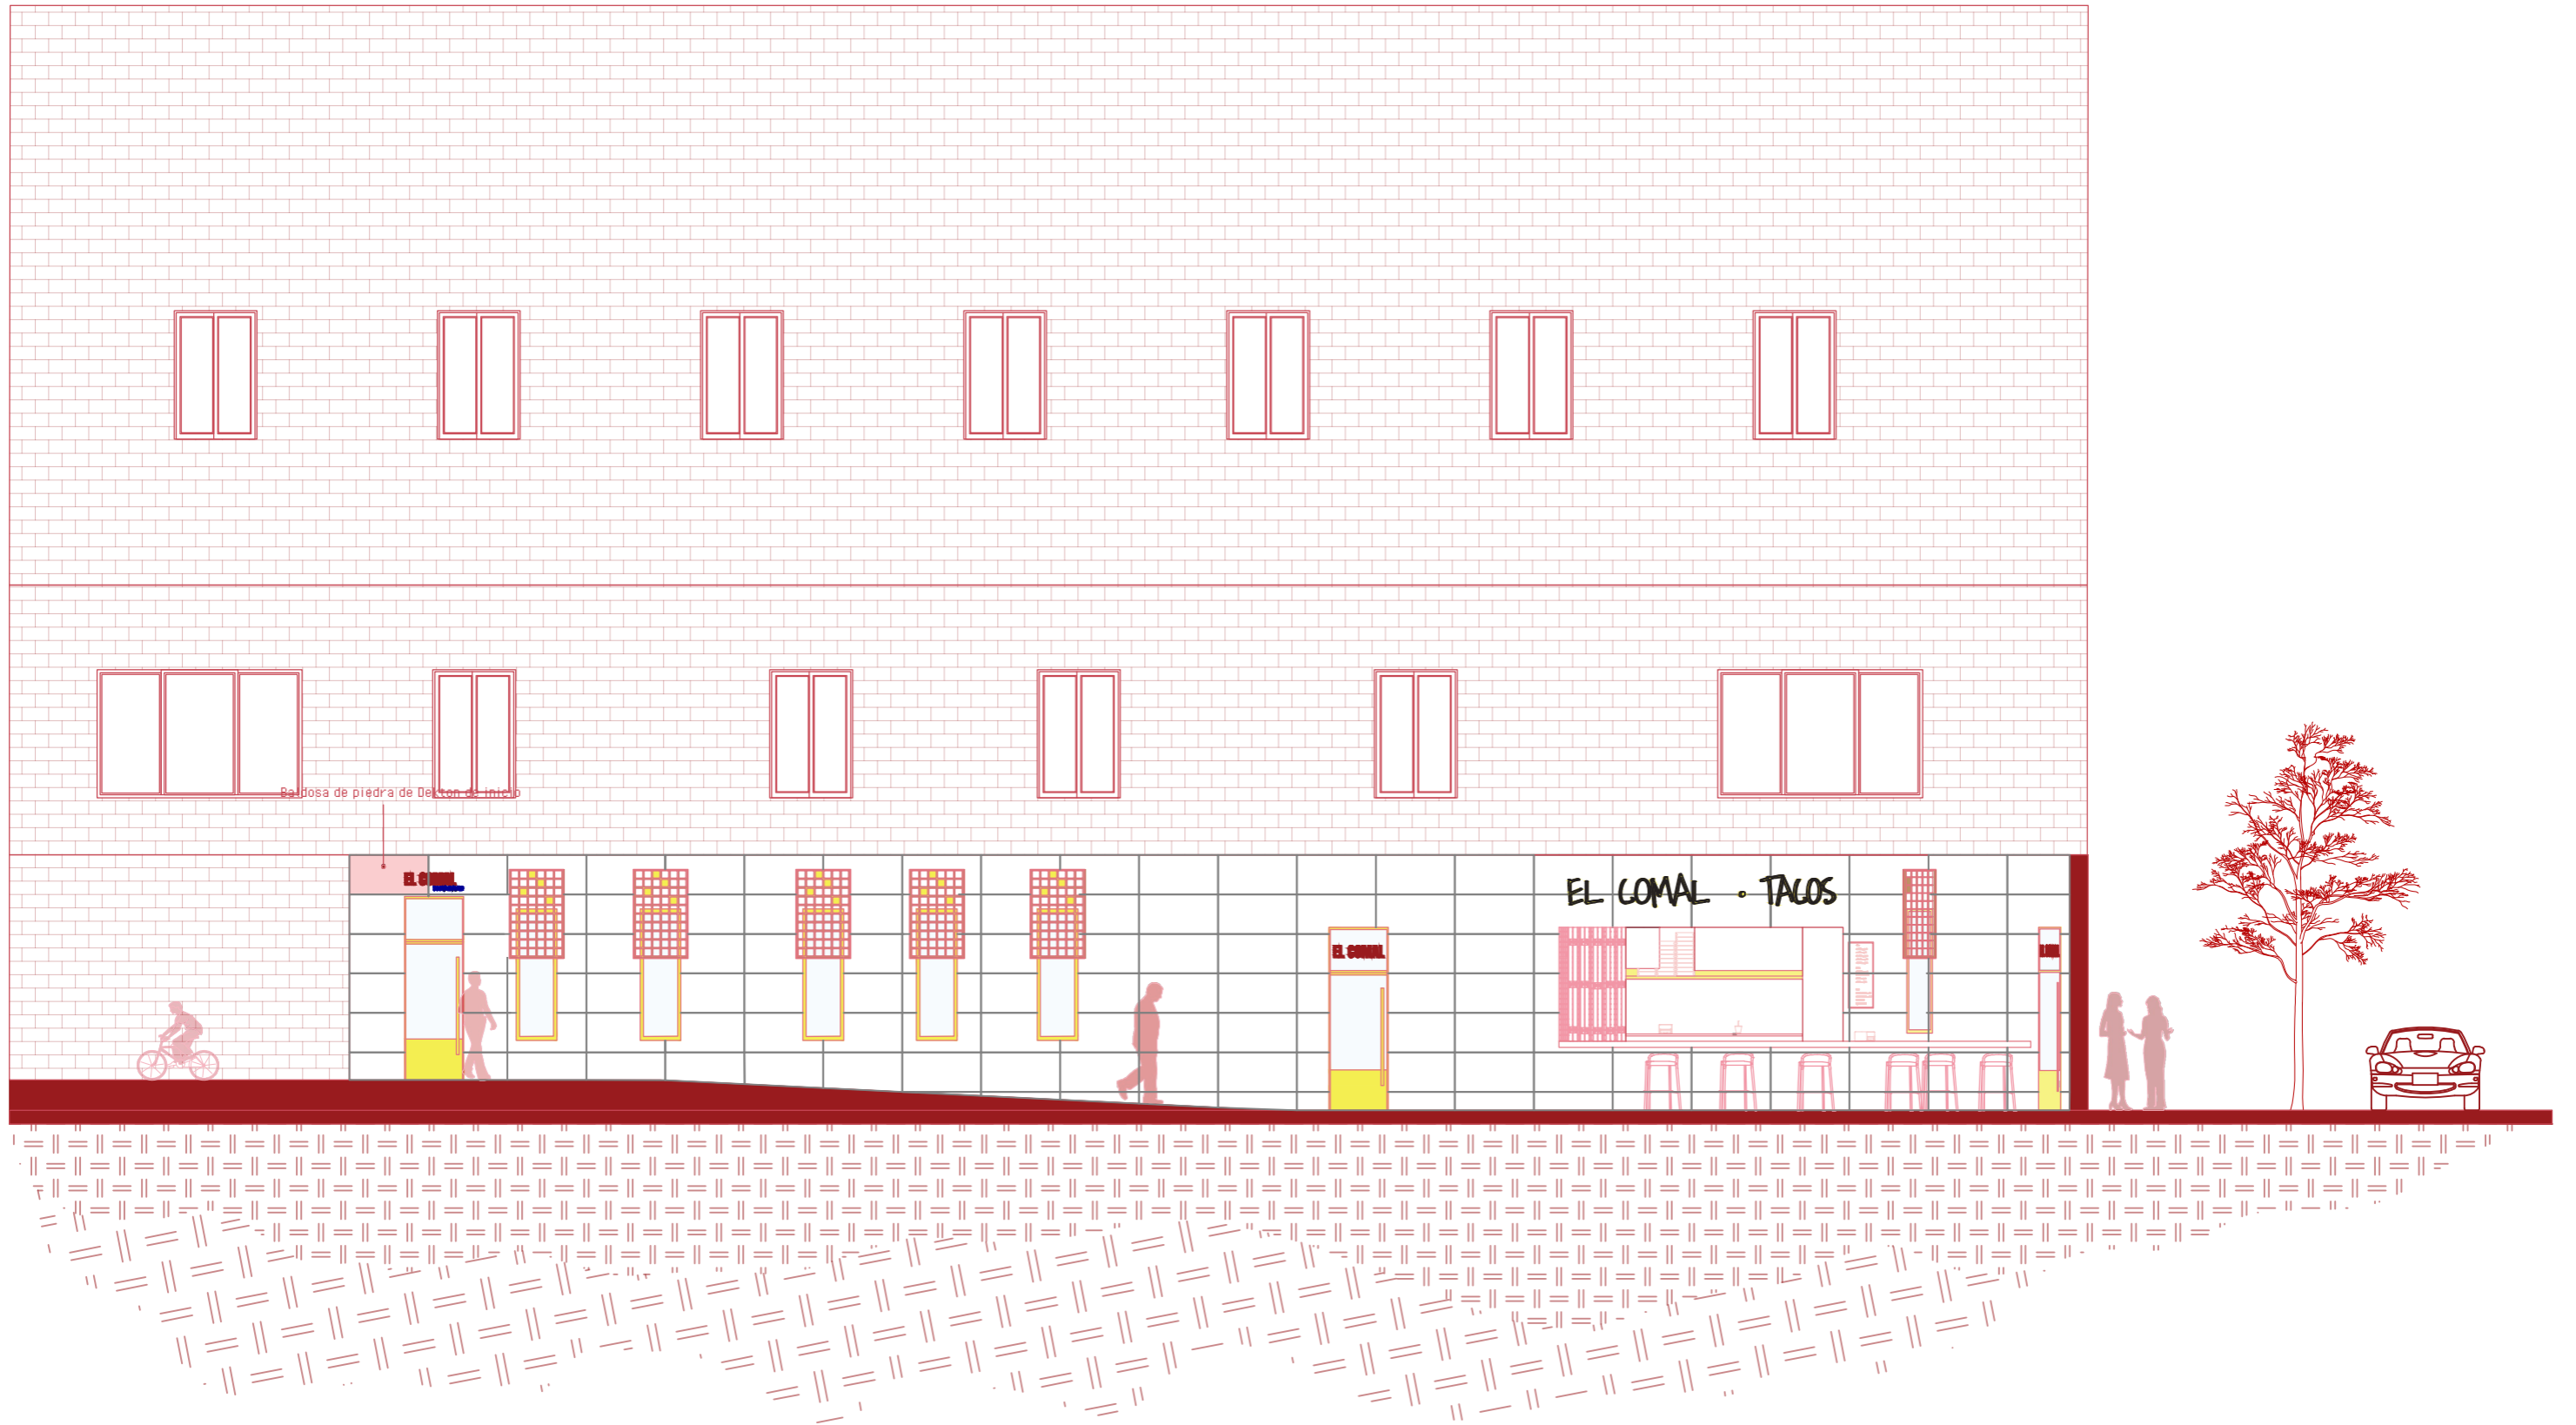 Baldosa de piedra de Dekton de inicio
EL COMAL
EL COMAL · TACOS
EL COMAL